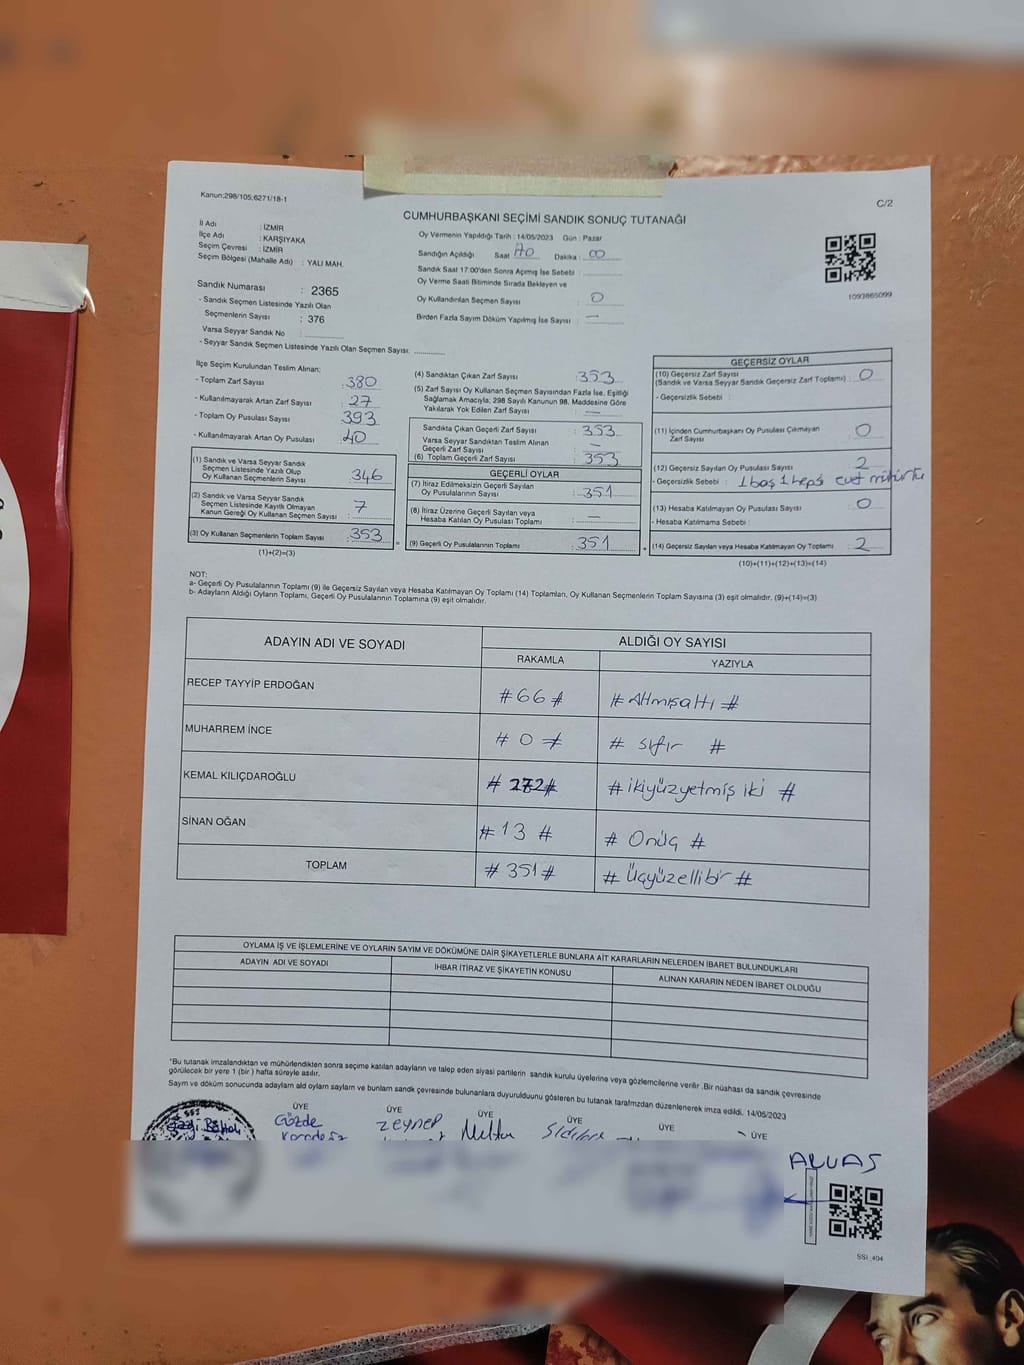 Kanun:298/105;6271/18-1
C/2
CUMHURBAŞKANI SEÇİMİ SANDIK SONUÇ TUTANAĞI
İl Adı : İZMİR
İlçe Adı : KARŞIYAKA
Seçim Çevresi : İZMİR
Seçim Bölgesi (Mahalle Adı) : YALI MAH.
Sandık Numarası : 2365
- Sandık Seçmen Listesinde Yazılı Olan
Seçmenlerin Sayısı : 376
Varsa Seyyar Sandık No :
- Seyyar Sandık Seçmen Listesinde Yazılı Olan Seçmen Sayısı:
Oy Vermenin Yapıldığı Tarih : 14/05/2023 Gün : Pazar
Sandığın Açıldığı Saat Dakika : 00
Sandık Saat 17:00'den Sonra Açımış İse Sebebi :
Oy Verme Saati Bitiminde Sırada Bekleyen ve
Oy Kullandırılan Seçmen Sayısı : 0
Birden Fazla Sayım Döküm Yapılmış İse Sayısı : —
1093865099
İlçe Seçim Kurulundan Teslim Alınan:
- Toplam Zarf Sayısı : 380
- Kullanılmayarak Artan Zarf Sayısı : 27
- Toplam Oy Pusulası Sayısı : 393
- Kullanılmayarak Artan Oy Pusulası : 40
(1) Sandık ve Varsa Seyyar Sandık
Seçmen Listesinde Yazılı Olup
Oy Kullanan Seçmenlerin Sayısı : 346
(2) Sandık ve Varsa Seyyar Sandık
Seçmen Listesinde Kayıtlı Olmayan
Kanun Gereği Oy Kullanan Seçmen Sayısı : 7
(3) Oy Kullanan Seçmenlerin Toplam Sayısı : 353
(1)+(2)=(3)
(4) Sandıktan Çıkan Zarf Sayısı : 353
(5) Zarf Sayısı Oy Kullanan Seçmen Sayısından Fazla İse, Eşitliği
Sağlamak Amacıyla; 298 Sayılı Kanunun 98. Maddesine Göre
Yakılarak Yok Edilen Zarf Sayısı : —
Sandıkta Çıkan Geçerli Zarf Sayısı : 353
Varsa Seyyar Sandıktan Teslim Alınan
Geçerli Zarf Sayısı : —
(6) Toplam Geçerli Zarf Sayısı : 353
GEÇERLİ OYLAR
(7) İtiraz Edilmeksizin Geçerli Sayılan
Oy Pusulalarının Sayısı : 351
(8) İtiraz Üzerine Geçerli Sayılan veya
Hesaba Katılan Oy Pusulası Toplamı : —
(9) Geçerli Oy Pusulalarının Toplamı : 351
GEÇERSİZ OYLAR
(10) Geçersiz Zarf Sayısı
(Sandık ve Varsa Seyyar Sandık Geçersiz Zarf Toplamı) : 0
- Geçersizlik Sebebi :
(11) İçinden Cumhurbaşkanı Oy Pusulası Çıkmayan
Zarf Sayısı : 0
(12) Geçersiz Sayılan Oy Pusulası Sayısı : 2
- Geçersizlik Sebebi : 1 boş 1 hepsi evet mühürlü
(13) Hesaba Katılmayan Oy Pusulası Sayısı : 0
- Hesaba Katılmama Sebebi :
(14) Geçersiz Sayılan veya Hesaba Katılmayan Oy Toplamı : 2
(10)+(11)+(12)+(13)=(14)
NOT:
a- Geçerli Oy Pusulalarının Toplamı (9) ile Geçersiz Sayılan veya Hesaba Katılmayan Oy Toplamı (14) Toplamları, Oy Kullanan Seçmenlerin Toplam Sayısına (3) eşit olmalıdır. (9)+(14)=(3)
b- Adayların Aldığı Oyların Toplamı, Geçerli Oy Pusulalarının Toplamına (9) eşit olmalıdır.
ADAYIN ADI VE SOYADI
ALDIĞI OY SAYISI
RAKAMLA YAZIYLA
RECEP TAYYİP ERDOĞAN # 66 # # Altmışaltı #
MUHARREM İNCE # 0 # # sıfır #
KEMAL KILIÇDAROĞLU # 272 # # ikiyüzyetmiş iki #
SİNAN OĞAN # 13 # # Onüç #
TOPLAM # 351 # # Üçyüzellibir #
OYLAMA İŞ VE İŞLEMLERİNE VE OYLARIN SAYIM VE DÖKÜMÜNE DAİR ŞİKAYETLERLE BUNLARA AİT KARARLARIN NELERDEN İBARET BULUNDUKLARI
ADAYIN ADI VE SOYADI İHBAR İTİRAZ VE ŞİKAYETİN KONUSU ALINAN KARARIN NEDEN İBARET OLDUĞU
*Bu tutanak imzalandıktan ve mühürlendikten sonra seçime katılan adayların ve talep eden siyasi partilerin sandık kurulu üyelerine veya gözlemcilerine verilir .Bir nüshası da sandık çevresinde
görülecek bir yere 1 (bir ) hafta süreyle asılır.
Sayım ve döküm sonucunda adayların ald oyların sayları ve bunların sandk çevresinde bulunanlara duyurulduunu gösteren bu tutanak tarafmzdan düzenlenerek imza edildi. 14/05/2023
ÜYE ÜYE ÜYE ÜYE ÜYE ÜYE
Gözde Zeynep
ALVAS
SSI_404